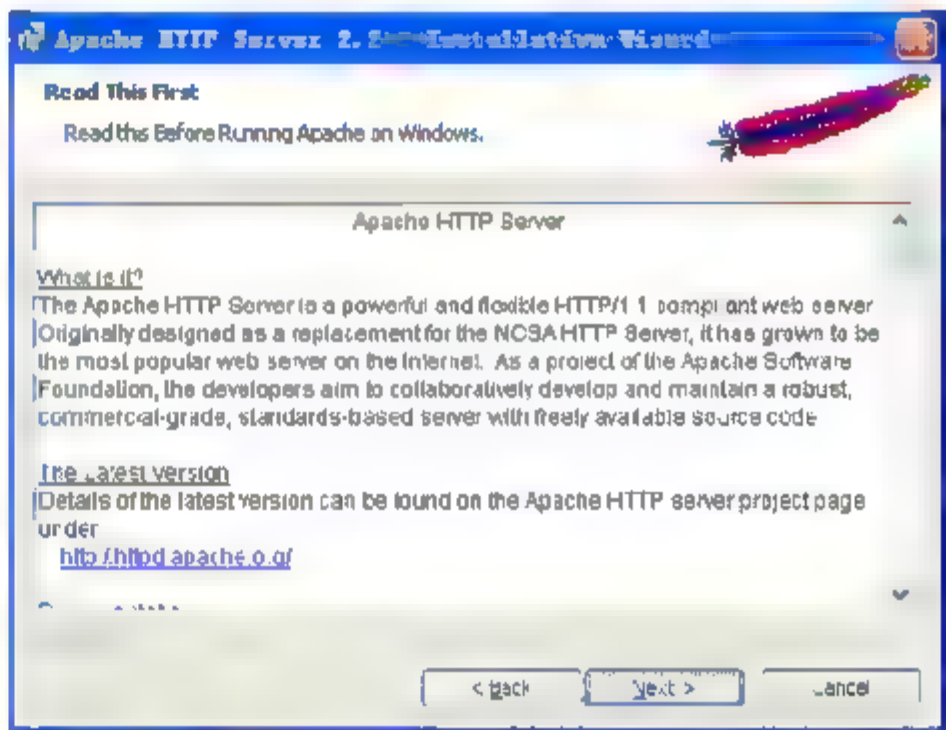 Apache HTTP Server 2.2 - Installation Wizard
Read This First
Read this Before Running Apache on Windows.
Apache HTTP Server
What is it?
The Apache HTTP Server is a powerful and flexible HTTP/1.1 compliant web server.
Originally designed as a replacement for the NCSA HTTP Server, it has grown to be
the most popular web server on the Internet. As a project of the Apache Software
Foundation, the developers aim to collaboratively develop and maintain a robust,
commercial-grade, standards-based server with freely available source code.
The Latest Version
Details of the latest version can be found on the Apache HTTP server project page
under
http://httpd.apache.org/
< Back
Next >
Cancel